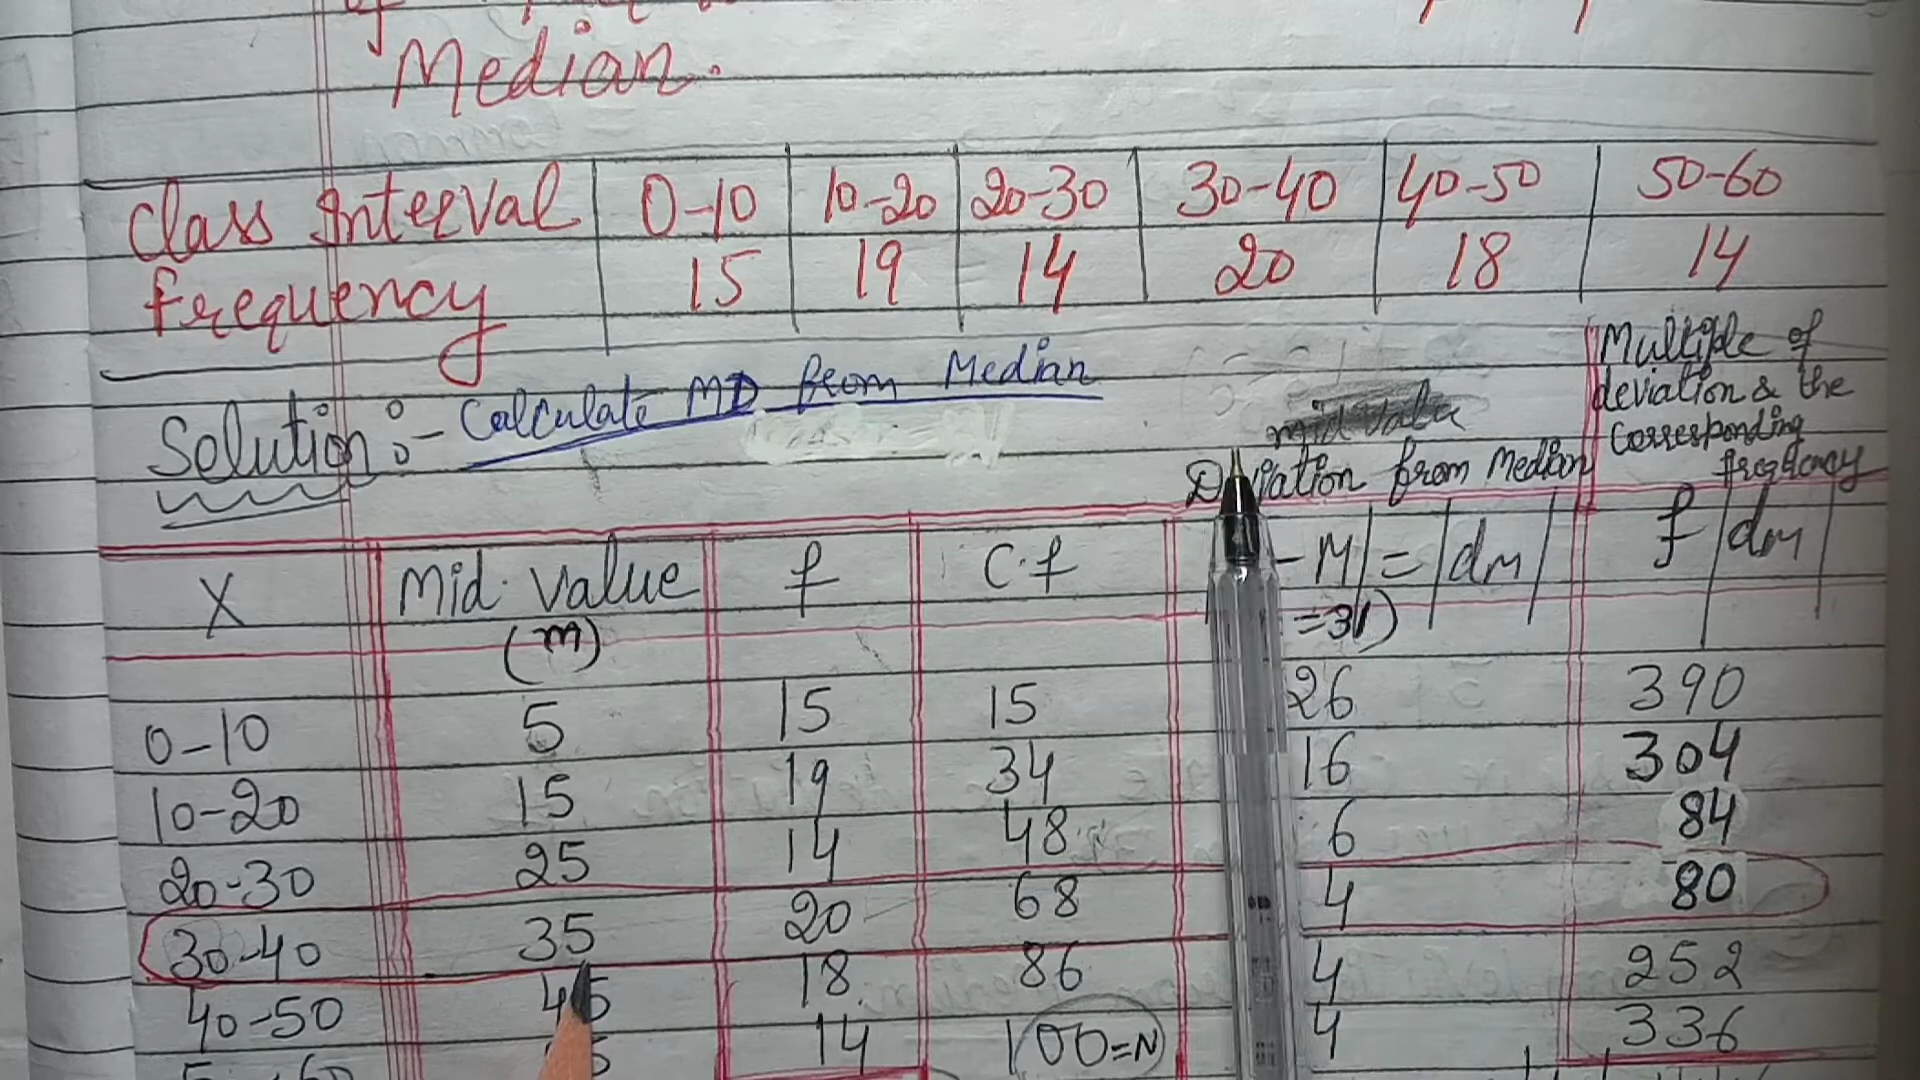 Median.
Class Interval 0-10 10-20 20-30 30-40 40-50 50-60
frequency 15 19 14 20 18 14
Solution:- Calculate MD from Median
Multiple of
deviation & the
corresponding
freqency
Deviation from Median
X Mid. Value f c.f -M|=|dm| f|dm|
(m) =31)
0-10 5 15 15 26 390
10-20 15 19 34 16 304
20-30 25 14 48 6 84
30-40 35 20 68 4 80
40-50 45 18 86 4 252
14 100=N 4 336